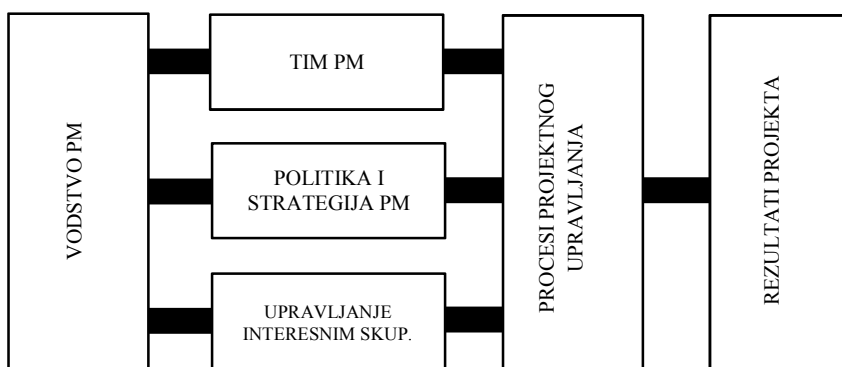 VODSTVO PM
TIM PM
POLITIKA I
STRATEGIJA PM
UPRAVLJANJE
INTERESNIM SKUP.
PROCESI PROJEKTNOG
UPRAVLJANJA
REZULTATI PROJEKTA